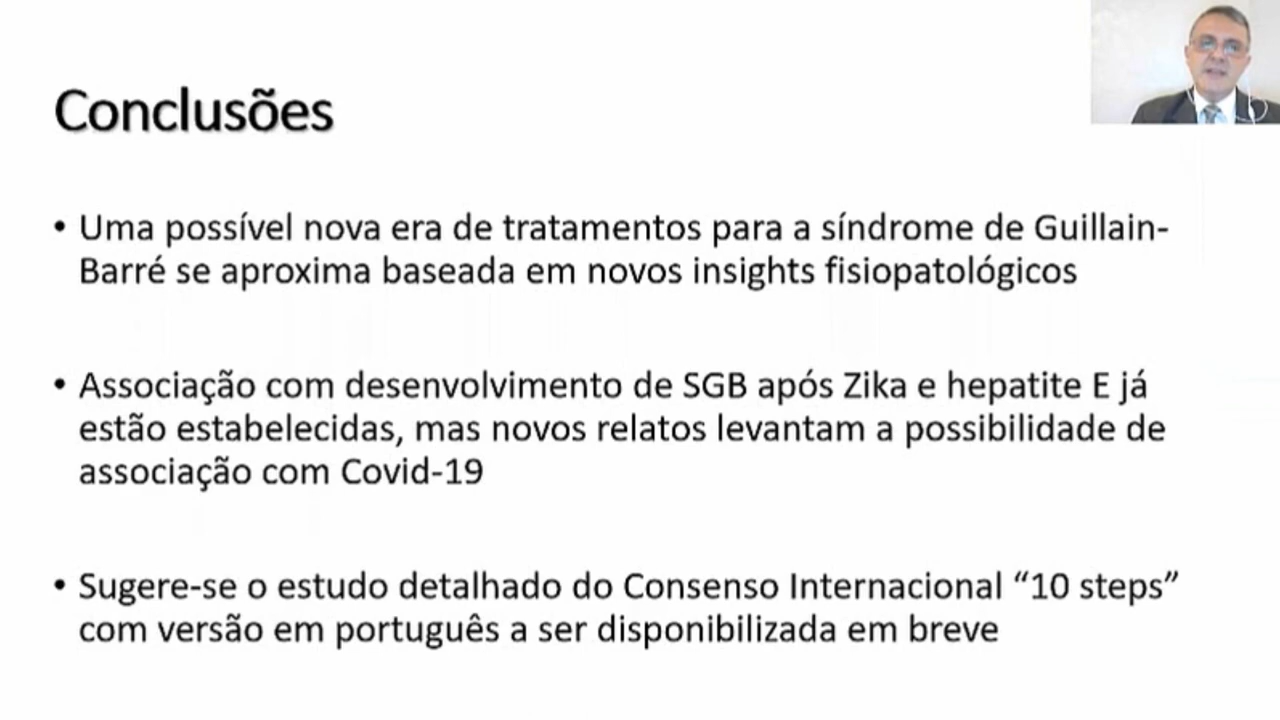 Conclusões
• Uma possível nova era de tratamentos para a síndrome de Guillain-
Barré se aproxima baseada em novos insights fisiopatológicos
• Associação com desenvolvimento de SGB após Zika e hepatite E já
estão estabelecidas, mas novos relatos levantam a possibilidade de
associação com Covid-19
• Sugere-se o estudo detalhado do Consenso Internacional “10 steps”
com versão em português a ser disponibilizada em breve